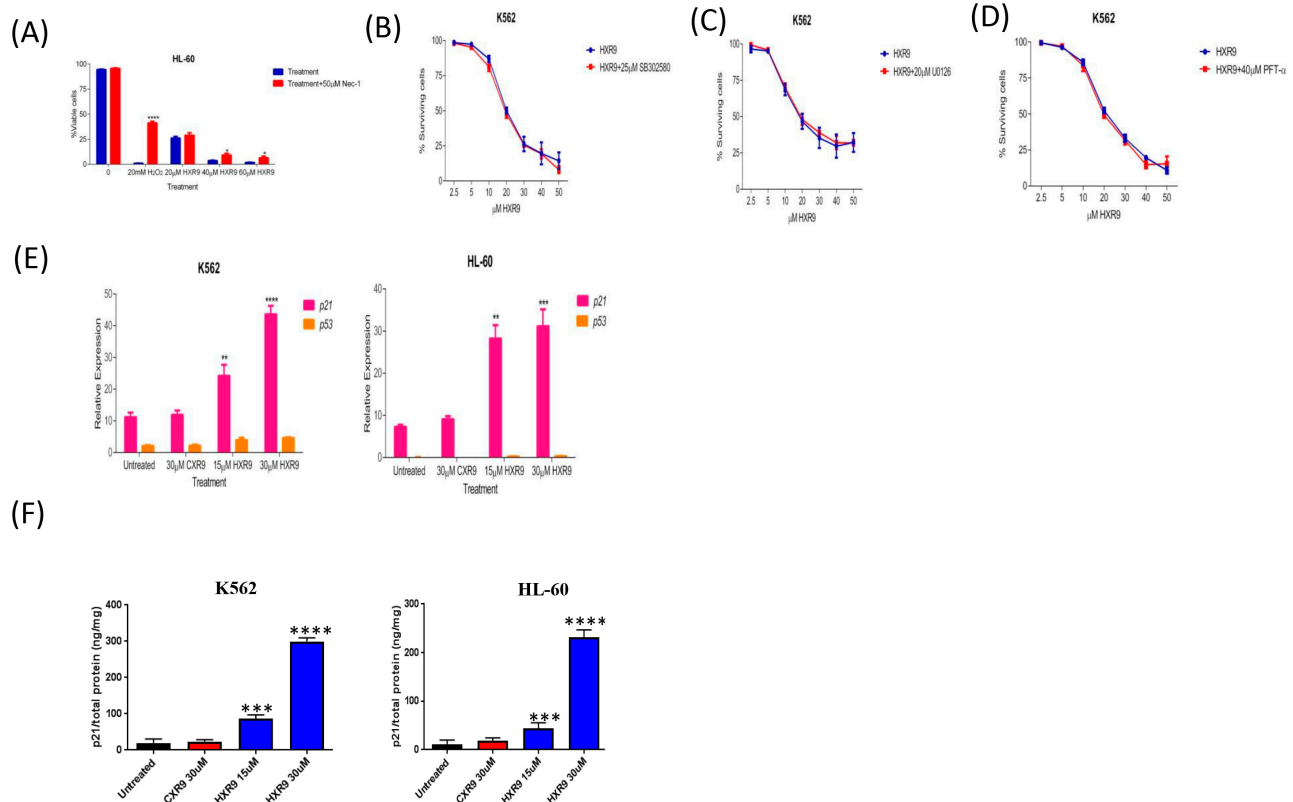 (A)
HL-60
%Viable cells
100
75
50
25
0
****
*
*
Treatment
Treatment+50μM Nec-1
0
20mM H₂O₂
20μM HXR9
40μM HXR9
60μM HXR9
Treatment
(B)
K562
% Surviving cells
100
75
50
25
0
2.5
5
10
20
30
40
50
μM HXR9
HXR9
HXR9+25μM SB302580
(C)
K562
% Surviving cells
100
75
50
25
0
2.5
5
10
20
30
40
50
μM HXR9
HXR9
HXR9+20μM U0126
(D)
K562
% Surviving cells
100
75
50
25
0
2.5
5
10
20
30
40
50
μM HXR9
HXR9
HXR9+40μM PFT-α
(E)
K562
Relative Expression
50
40
30
20
10
0
**
****
p21
p53
Untreated
30μM CXR9
15μM HXR9
30μM HXR9
Treatment
HL-60
Relative Expression
40
30
20
10
0
**
***
p21
p53
Untreated
30μM CXR9
15μM HXR9
30μM HXR9
Treatment
(F)
K562
p21/total protein (ng/mg)
400
300
200
100
0
***
****
Untreated
CXR9 30uM
HXR9 15uM
HXR9 30uM
HL-60
p21/total protein (ng/mg)
300
200
100
0
***
****
Untreated
CXR9 30uM
HXR9 15uM
HXR9 30uM